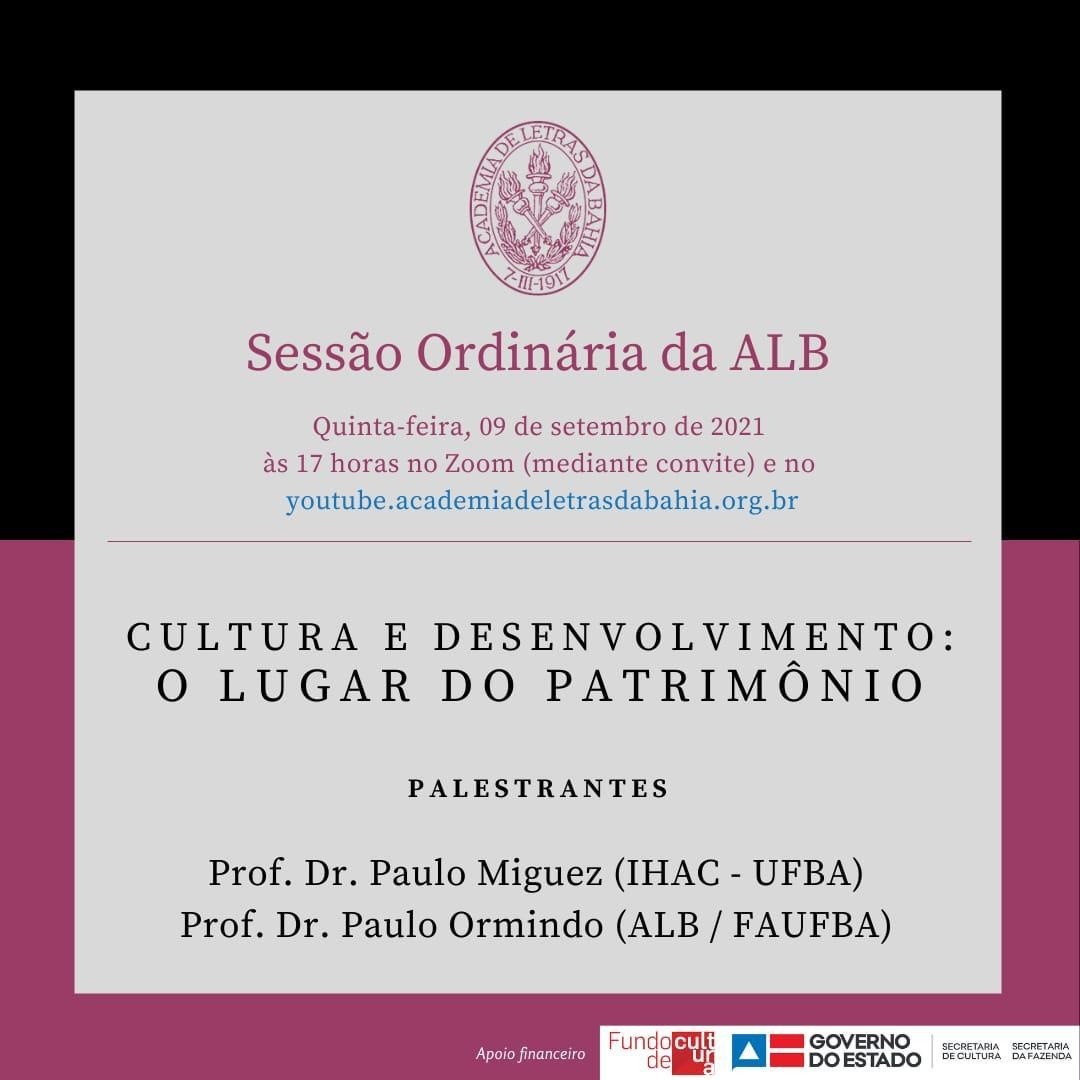 ACADEMIA DE LETRAS DA BAHIA
7-III-1917
Sessão Ordinária da ALB
Quinta-feira, 09 de setembro de 2021
às 17 horas no Zoom (mediante convite) e no
youtube.academiadeletrasdabahia.org.br
CULTURA E DESENVOLVIMENTO:
O LUGAR DO PATRIMÔNIO
PALESTRANTES
Prof. Dr. Paulo Miguez (IHAC - UFBA)
Prof. Dr. Paulo Ormindo (ALB / FAUFBA)
Apoio financeiro
Fundo
de
cult
ur
a
GOVERNO
DO ESTADO
SECRETARIA
DE CULTURA
SECRETARIA
DA FAZENDA